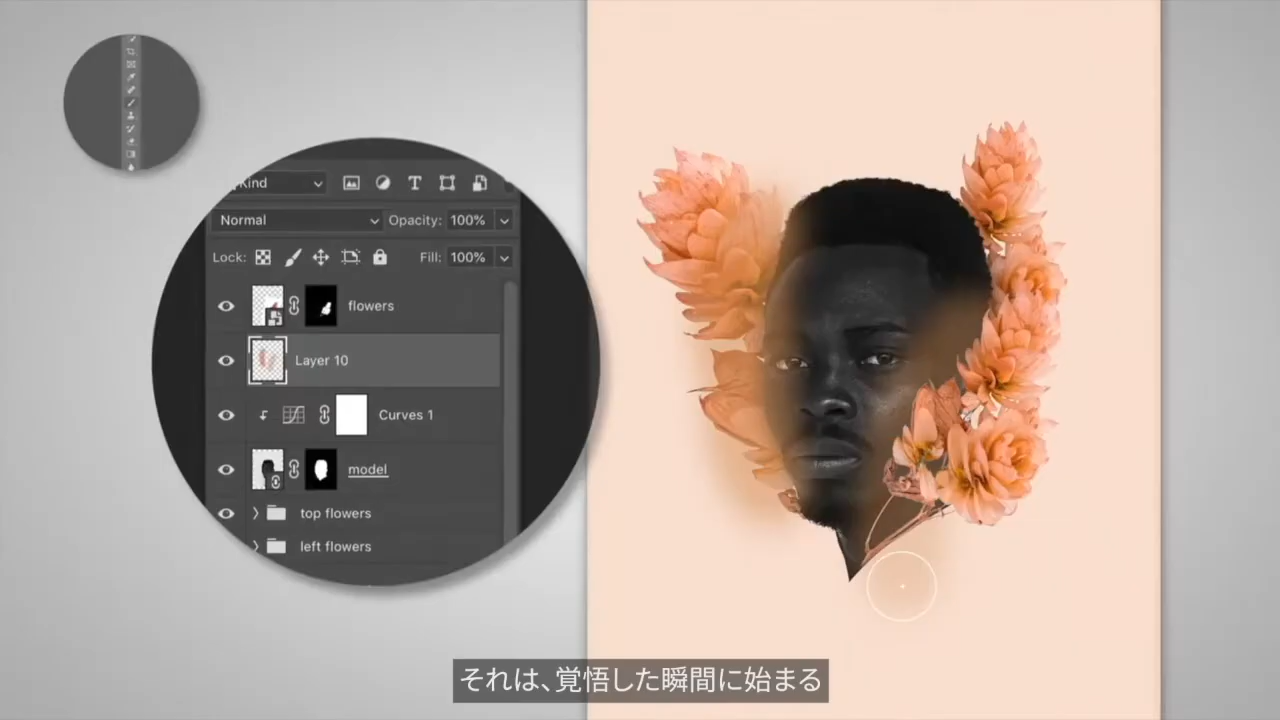 Kind
Normal Opacity: 100%
Lock: Fill: 100%
flowers
Layer 10
Curves 1
model
top flowers
left flowers
それは、覚悟した瞬間に始まる